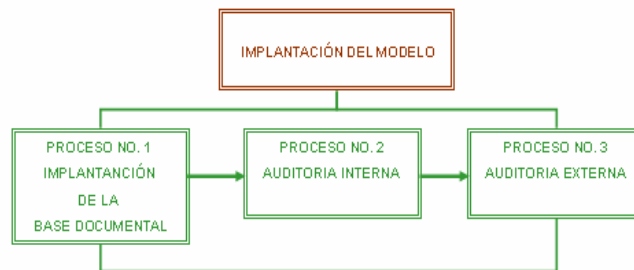 IMPLANTACIÓN DEL MODELO
PROCESO NO. 1
IMPLANTANCIÓN
DE LA
BASE DOCUMENTAL
PROCESO NO. 2
AUDITORIA INTERNA
PROCESO NO. 3
AUDITORIA EXTERNA